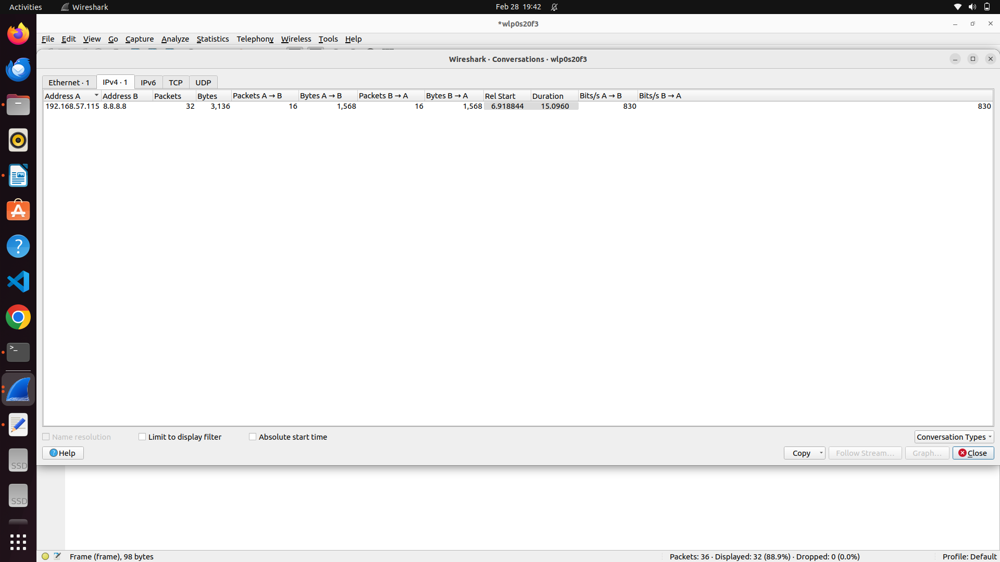 Activities Wireshark Feb 28 19:42
*wlp0s20f3
File Edit View Go Capture Analyze Statistics Telephony Wireless Tools Help
Wireshark · Conversations · wlp0s20f3
Ethernet · 1 IPv4 · 1 IPv6 TCP UDP
Address A Address B Packets Bytes Packets A → B Bytes A → B Packets B → A Bytes B → A Rel Start Duration Bits/s A → B Bits/s B → A
192.168.57.115 8.8.8.8 32 3,136 16 1,568 16 1,568 6.918844 15.0960 830 830
Name resolution Limit to display filter Absolute start time Conversation Types
Help Copy Follow Stream... Graph... Close
SSD
SSD
Frame (frame), 98 bytes Packets: 36 · Displayed: 32 (88.9%) · Dropped: 0 (0.0%) Profile: Default